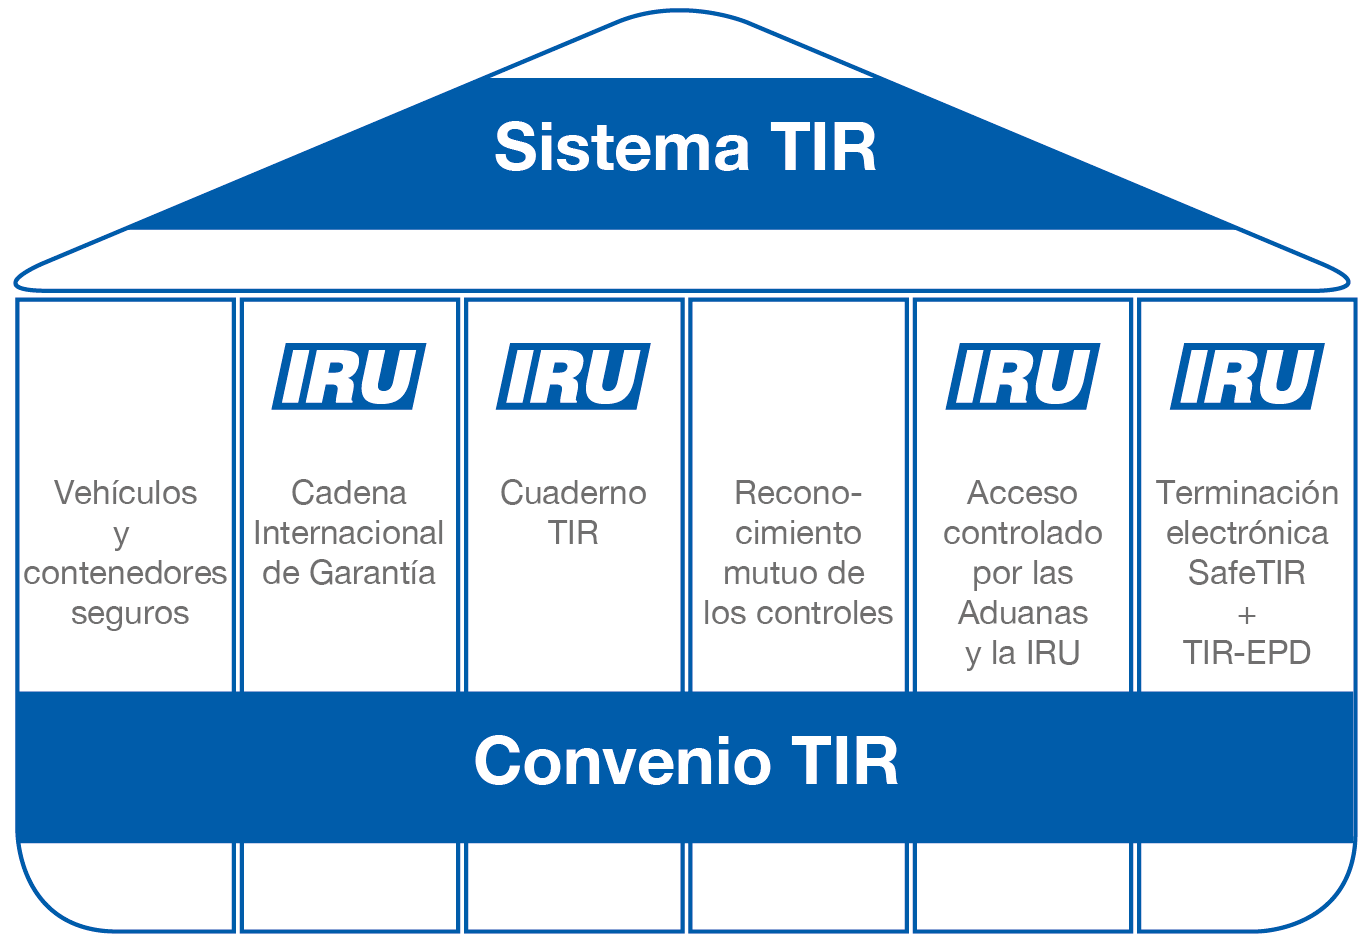 Sistema TIR
Vehículos
y
contenedores
seguros
IRU
Cadena
Internacional
de Garantía
IRU
Cuaderno
TIR
Recono-
cimiento
mutuo de
los controles
IRU
Acceso
controlado
por las
Aduanas
y la IRU
IRU
Terminación
electrónica
SafeTIR
+
TIR-EPD
Convenio TIR